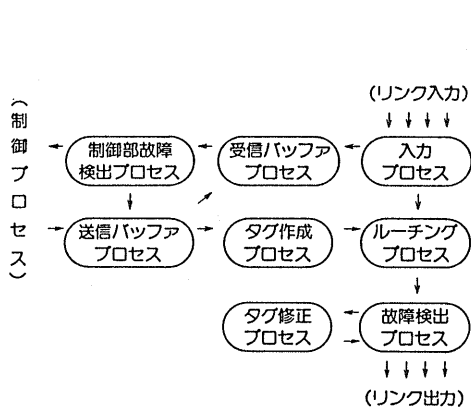 (リンク入力)
(制御プロセス)
制御部故障
検出プロセス
受信バッファ
プロセス
入力
プロセス
送信バッファ
プロセス
タグ作成
プロセス
ルーチング
プロセス
タグ修正
プロセス
故障検出
プロセス
(リンク出力)